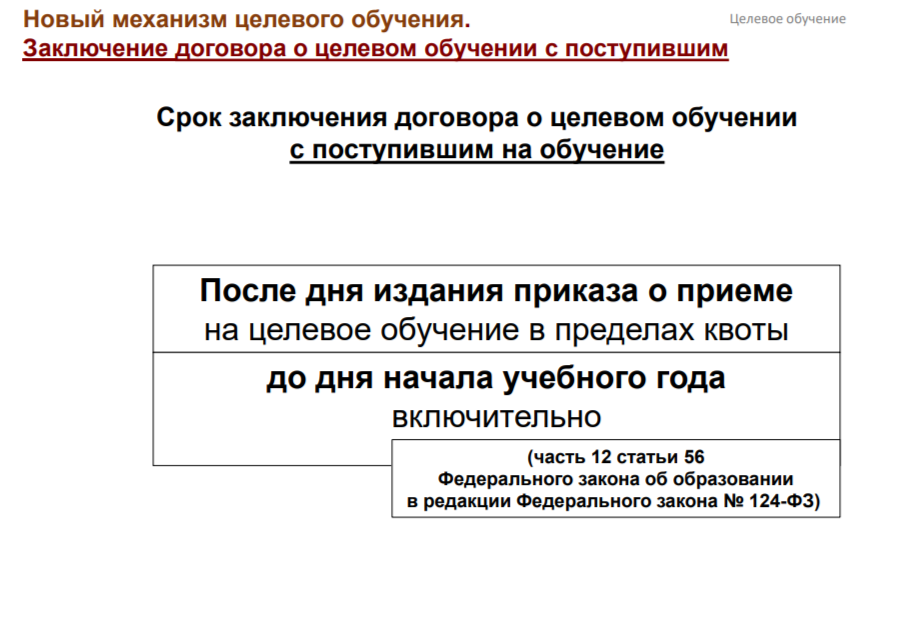 Новый механизм целевого обучения.
Целевое обучение
Заключение договора о целевом обучении с поступившим
Срок заключения договора о целевом обучении
с поступившим на обучение
После дня издания приказа о приеме
на целевое обучение в пределах квоты
до дня начала учебного года
включительно
(часть 12 статьи 56
Федерального закона об образовании
в редакции Федерального закона № 124-ФЗ)